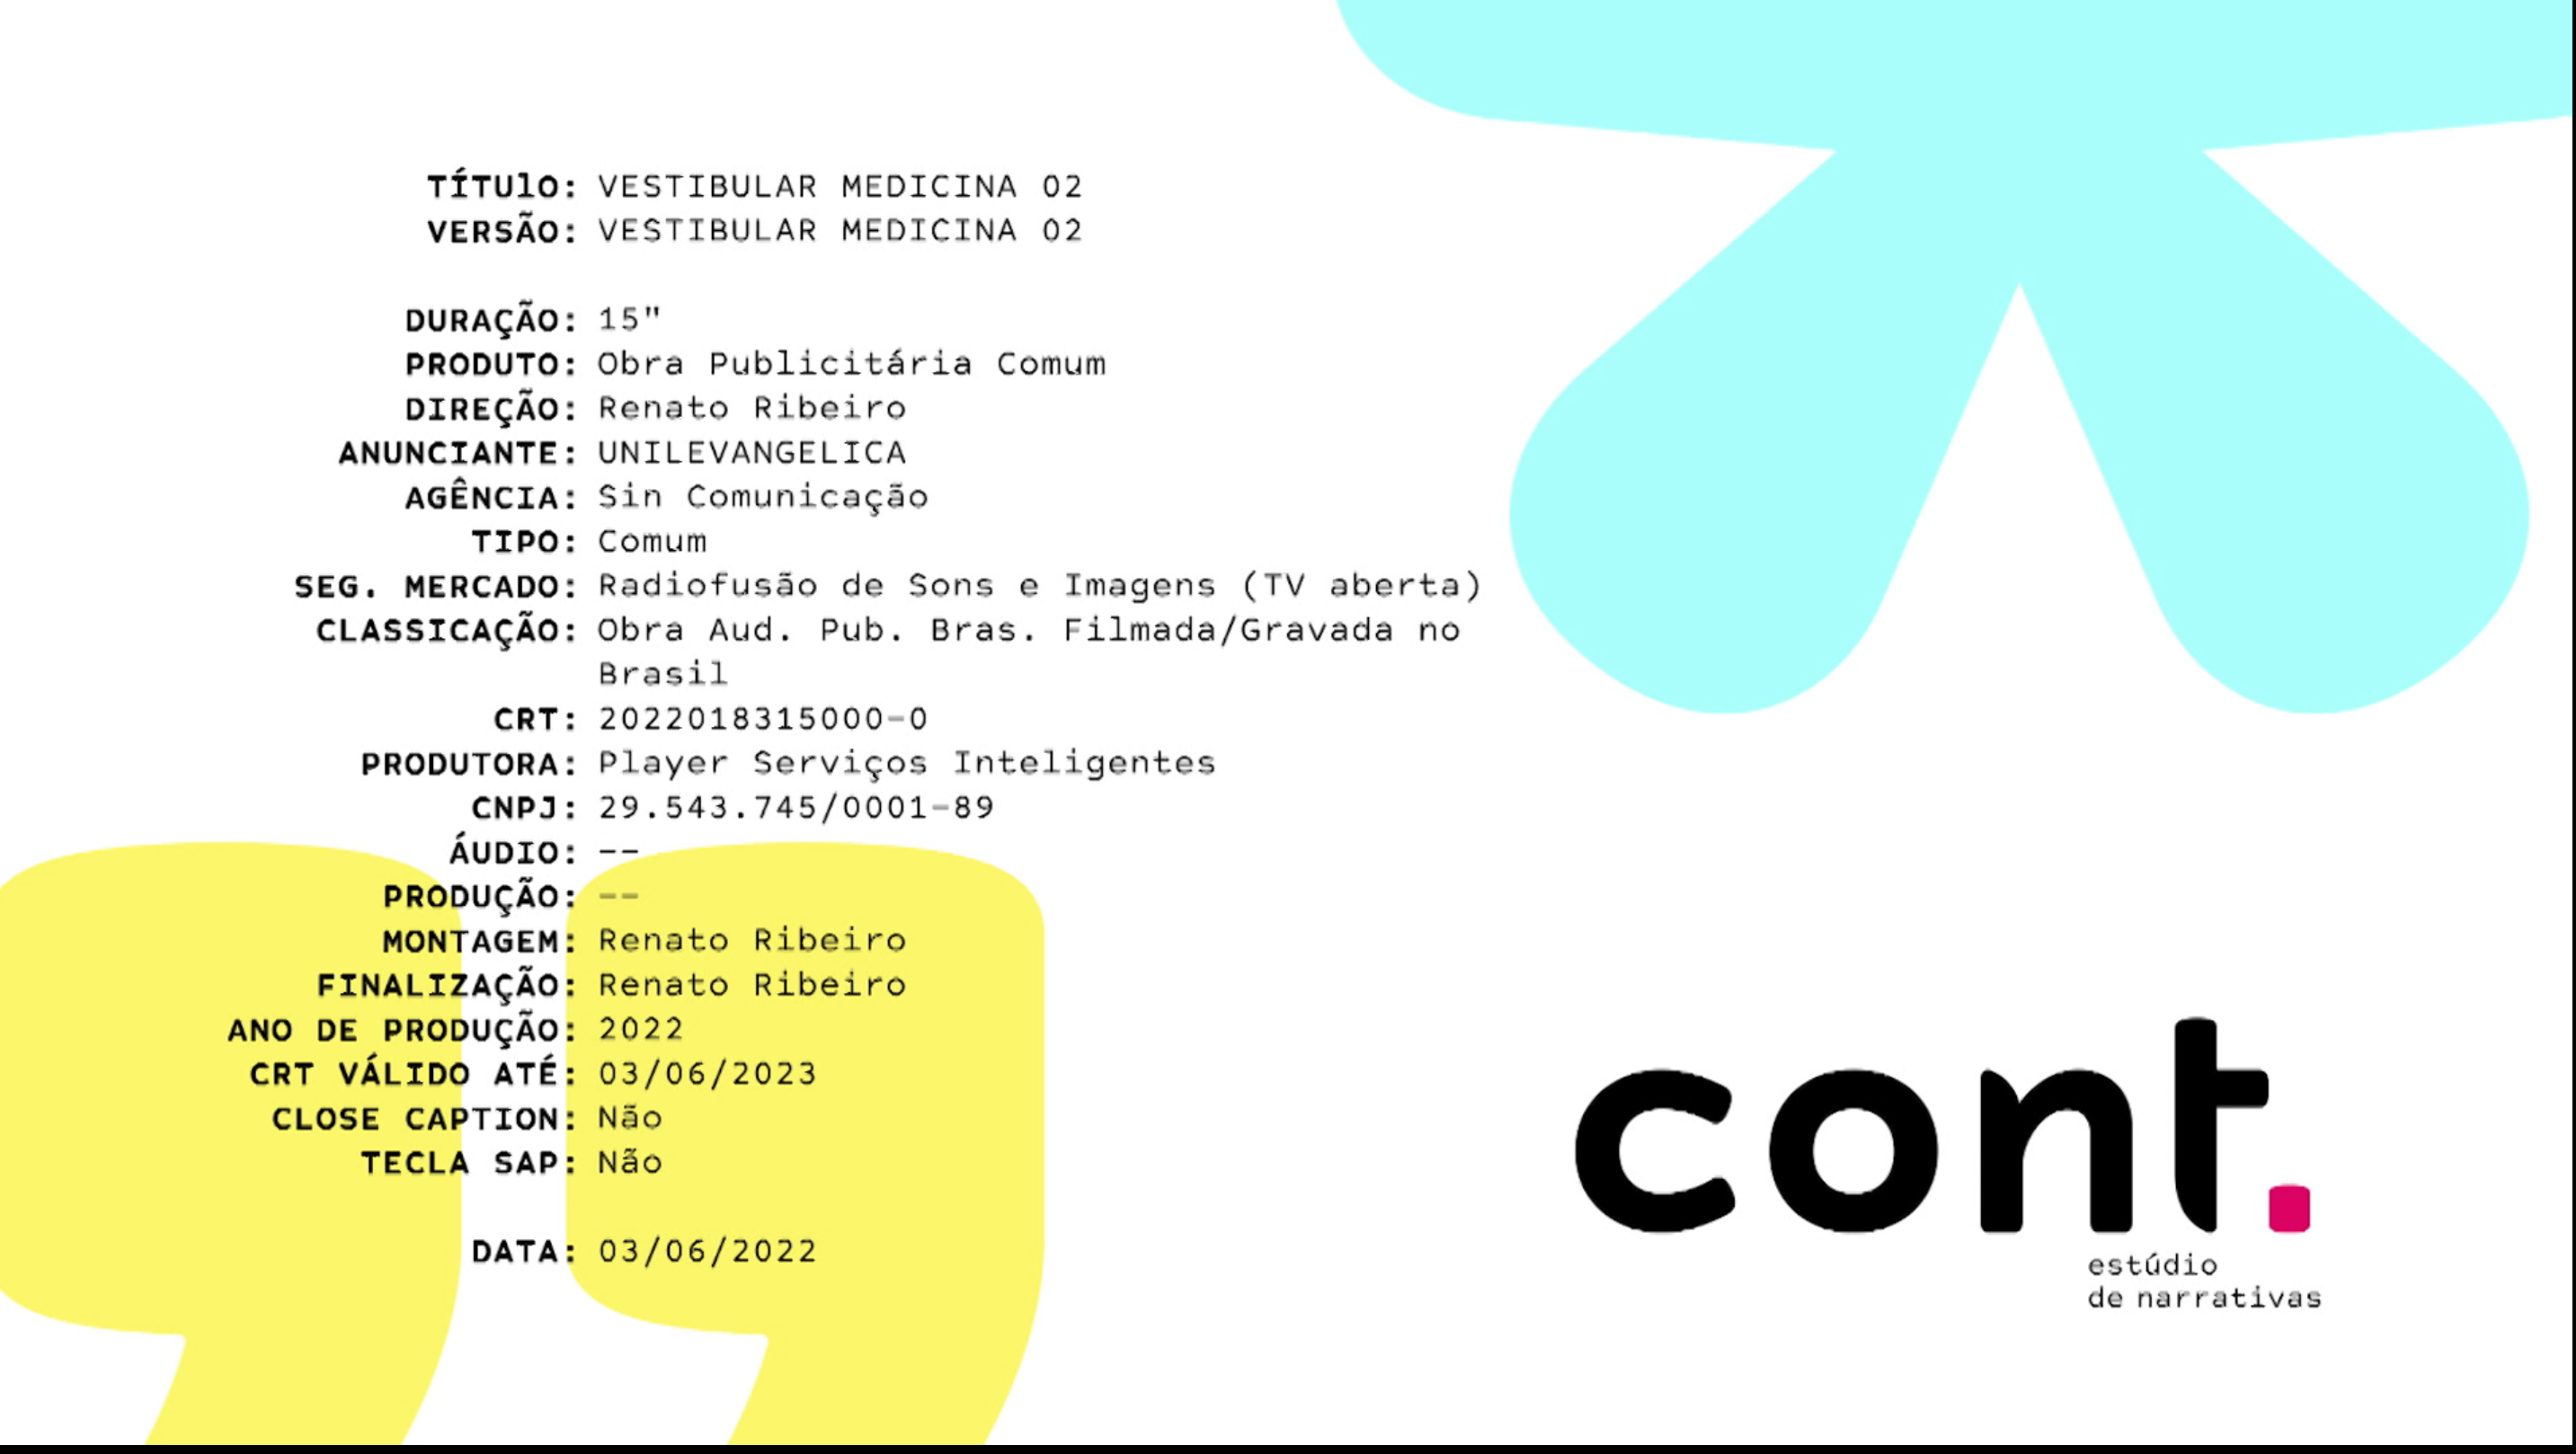 TÍTUlO: VESTIBULAR MEDICINA 02
VERSÃO: VESTIBULAR MEDICINA 02
DURAÇÃO: 15"
PRODUTO: Obra Publicitária Comum
DIREÇÃO: Renato Ribeiro
ANUNCIANTE: UNILEVANGELICA
AGÊNCIA: Sin Comunicação
TIPO: Comum
SEG. MERCADO: Radiofusão de Sons e Imagens (TV aberta)
CLASSICAÇÃO: Obra Aud. Pub. Bras. Filmada/Gravada no
Brasil
CRT: 2022018315000-0
PRODUTORA: Player Serviços Inteligentes
CNPJ: 29.543.745/0001-89
ÁUDIO: --
PRODUÇÃO: --
MONTAGEM: Renato Ribeiro
FINALIZAÇÃO: Renato Ribeiro
ANO DE PRODUÇÃO: 2022
CRT VÁLIDO ATÉ: 03/06/2023
CLOSE CAPTION: Não
TECLA SAP: Não
DATA: 03/06/2022
cont.
estúdio
de narrativas